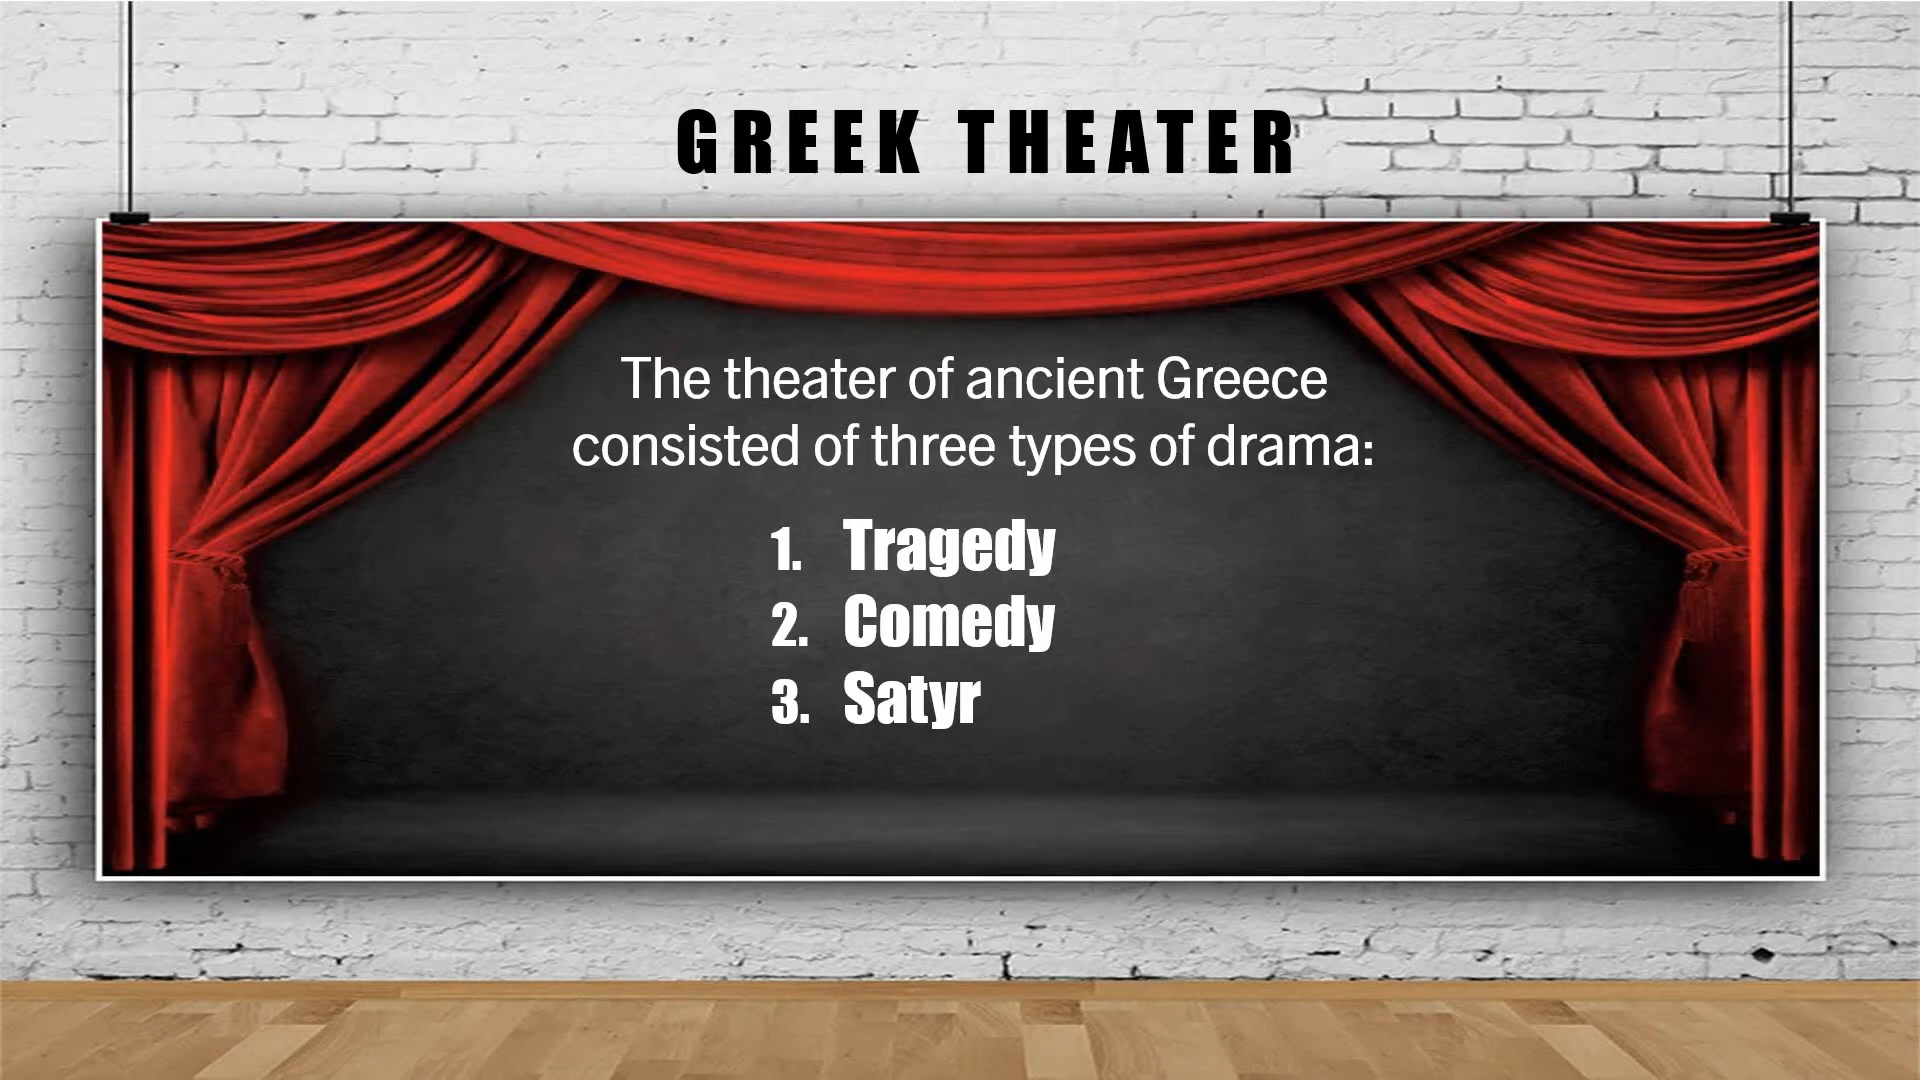 GREEK THEATER
The theater of ancient Greece
consisted of three types of drama:
1. Tragedy
2. Comedy
3. Satyr